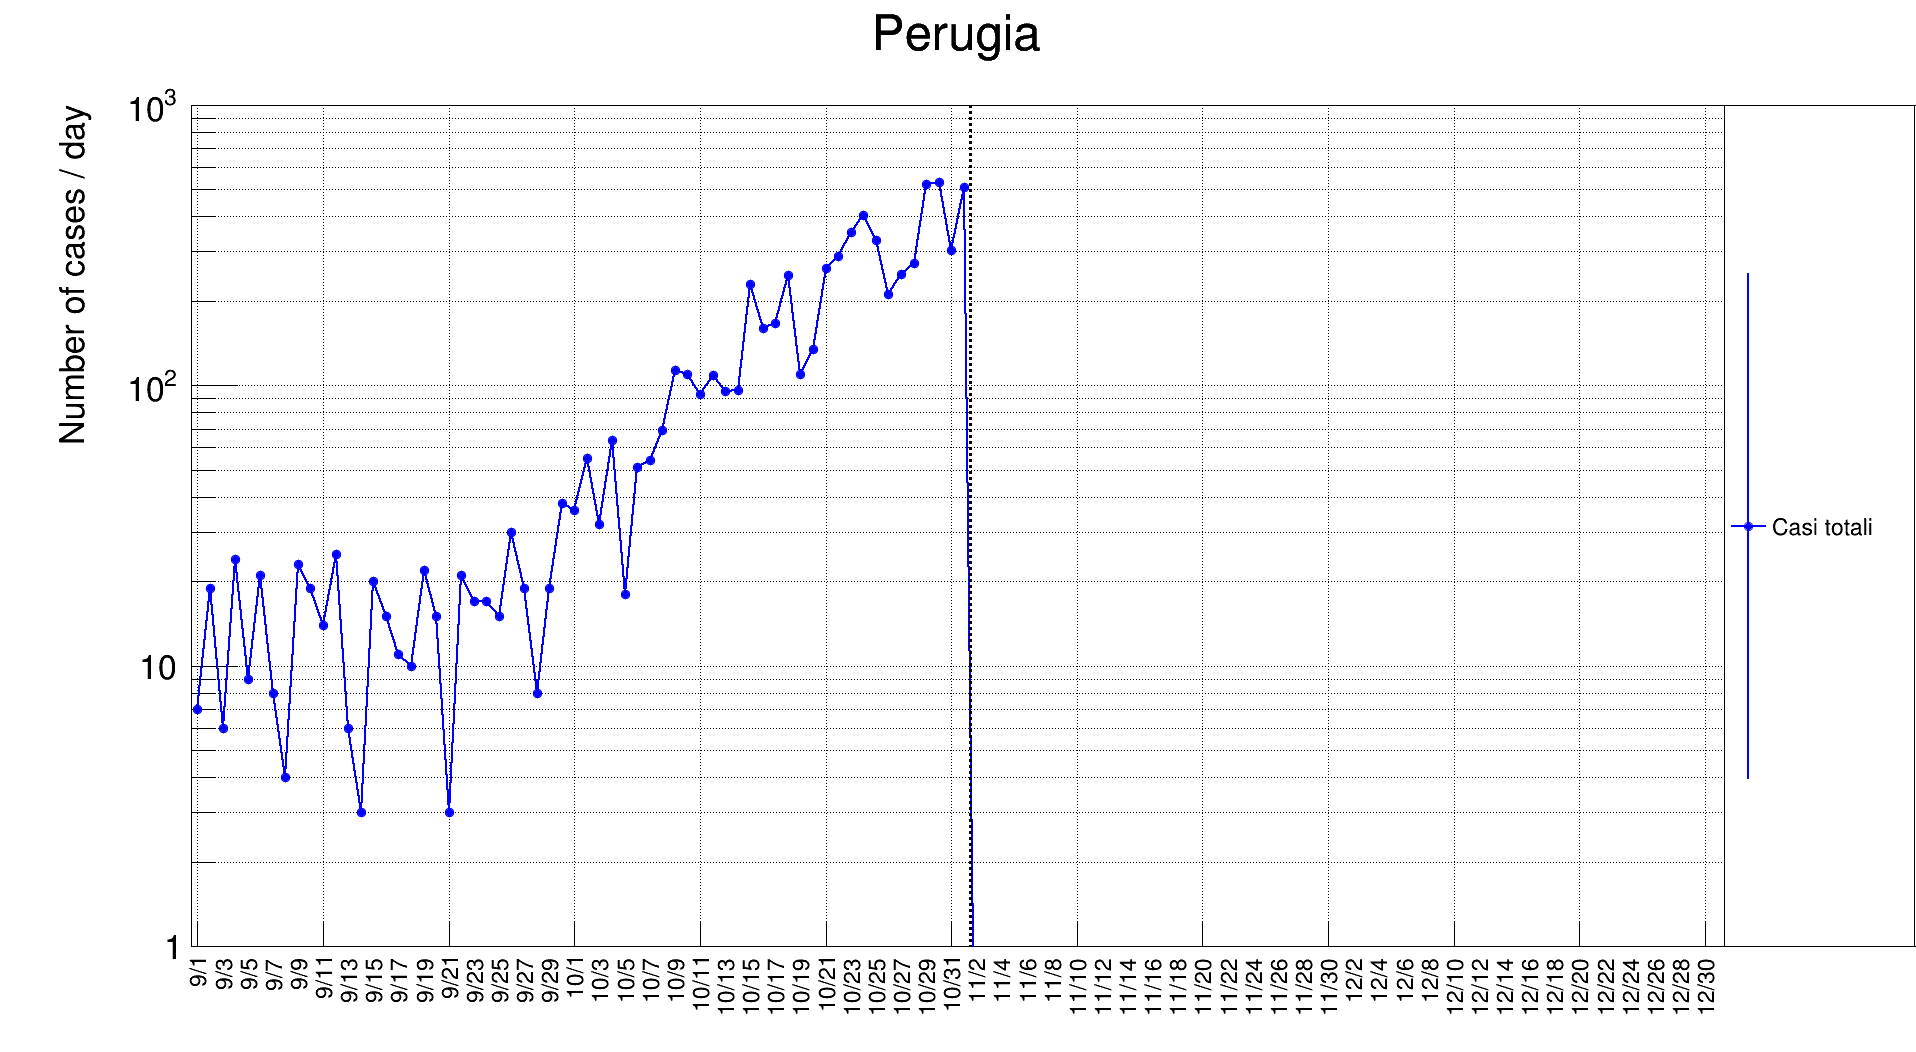 Perugia
Number of cases / day
10³
10²
10
1
9/1 9/3 9/5 9/7 9/9 9/11 9/13 9/15 9/17 9/19 9/21 9/23 9/25 9/27 9/29 10/1 10/3 10/5 10/7 10/9 10/11 10/13 10/15 10/17 10/19 10/21 10/23 10/25 10/27 10/29 10/31 11/2 11/4 11/6 11/8 11/10 11/12 11/14 11/16 11/18 11/20 11/22 11/24 11/26 11/28 11/30 12/2 12/4 12/6 12/8 12/10 12/12 12/14 12/16 12/18 12/20 12/22 12/24 12/26 12/28 12/30
Casi totali